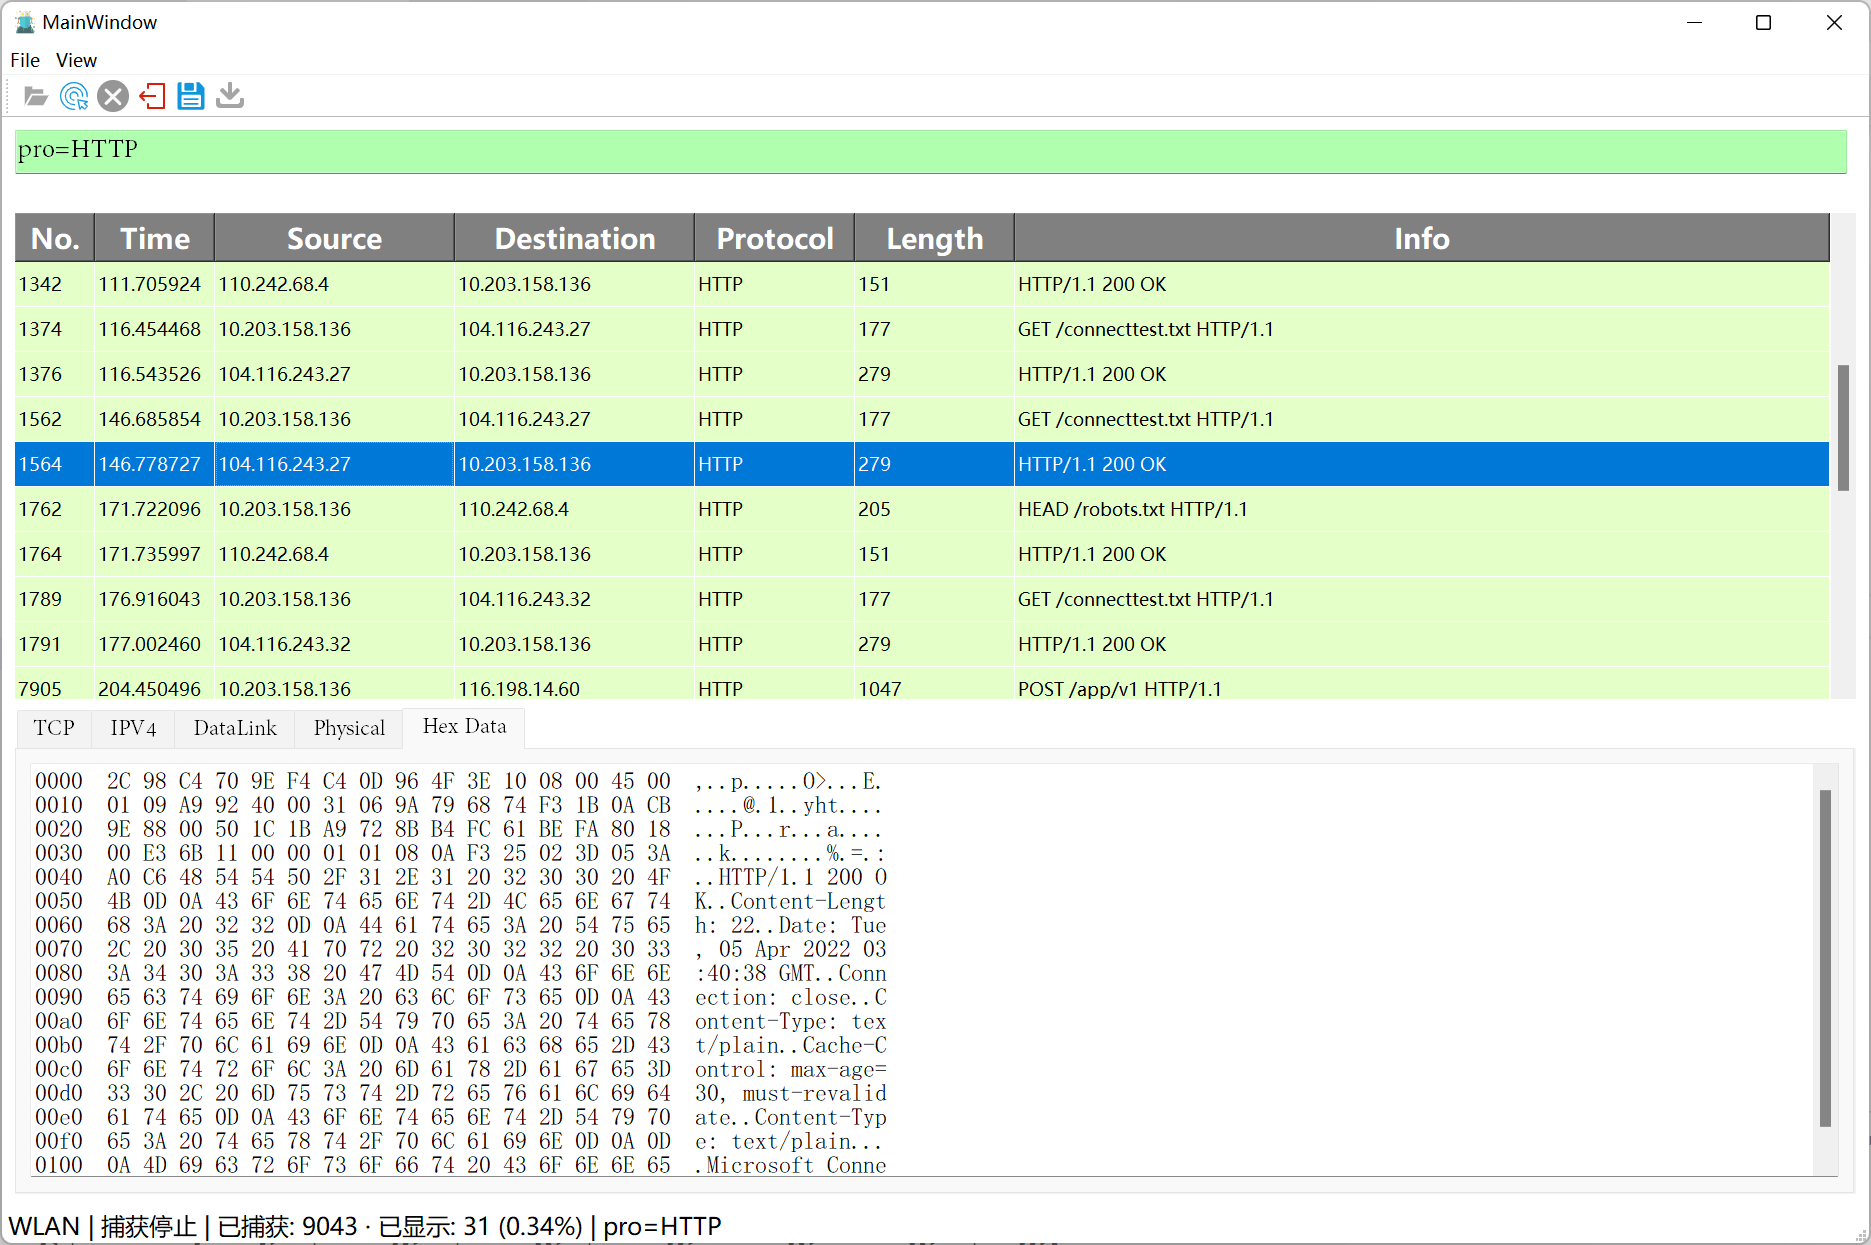 MainWindow
File View
pro=HTTP
No. Time Source Destination Protocol Length Info
1342 111.705924 110.242.68.4 10.203.158.136 HTTP 151 HTTP/1.1 200 OK
1374 116.454468 10.203.158.136 104.116.243.27 HTTP 177 GET /connecttest.txt HTTP/1.1
1376 116.543526 104.116.243.27 10.203.158.136 HTTP 279 HTTP/1.1 200 OK
1562 146.685854 10.203.158.136 104.116.243.27 HTTP 177 GET /connecttest.txt HTTP/1.1
1564 146.778727 104.116.243.27 10.203.158.136 HTTP 279 HTTP/1.1 200 OK
1762 171.722096 10.203.158.136 110.242.68.4 HTTP 205 HEAD /robots.txt HTTP/1.1
1764 171.735997 110.242.68.4 10.203.158.136 HTTP 151 HTTP/1.1 200 OK
1789 176.916043 10.203.158.136 104.116.243.32 HTTP 177 GET /connecttest.txt HTTP/1.1
1791 177.002460 104.116.243.32 10.203.158.136 HTTP 279 HTTP/1.1 200 OK
7905 204.450496 10.203.158.136 116.198.14.60 HTTP 1047 POST /app/v1 HTTP/1.1
TCP IPV4 DataLink Physical Hex Data
0000 2C 98 C4 70 9E F4 C4 0D 96 4F 3E 10 08 00 45 00 ,..p.....O>...E.
0010 01 09 A9 92 40 00 31 06 9A 79 68 74 F3 1B 0A CB ....@.1..yht....
0020 9E 88 00 50 1C 1B A9 72 8B B4 FC 61 BE FA 80 18 ...P...r...a....
0030 00 E3 6B 11 00 00 01 01 08 0A F3 25 02 3D 05 3A ..k........%.=.:
0040 A0 C6 48 54 54 50 2F 31 2E 31 20 32 30 30 20 4F ..HTTP/1.1 200 O
0050 4B 0D 0A 43 6F 6E 74 65 6E 74 2D 4C 65 6E 67 74 K..Content-Lengt
0060 68 3A 20 32 32 0D 0A 44 61 74 65 3A 20 54 75 65 h: 22..Date: Tue
0070 2C 20 30 35 20 41 70 72 20 32 30 32 32 20 30 33 , 05 Apr 2022 03
0080 3A 34 30 3A 33 38 20 47 4D 54 0D 0A 43 6F 6E 6E :40:38 GMT..Conn
0090 65 63 74 69 6F 6E 3A 20 63 6C 6F 73 65 0D 0A 43 ection: close..C
00a0 6F 6E 74 65 6E 74 2D 54 79 70 65 3A 20 74 65 78 ontent-Type: tex
00b0 74 2F 70 6C 61 69 6E 0D 0A 43 61 63 68 65 2D 43 t/plain..Cache-C
00c0 6F 6E 74 72 6F 6C 3A 20 6D 61 78 2D 61 67 65 3D ontrol: max-age=
00d0 33 30 2C 20 6D 75 73 74 2D 72 65 76 61 6C 69 64 30, must-revalid
00e0 61 74 65 0D 0A 43 6F 6E 74 65 6E 74 2D 54 79 70 ate..Content-Typ
00f0 65 3A 20 74 65 78 74 2F 70 6C 61 69 6E 0D 0A 0D e: text/plain...
0100 0A 4D 69 63 72 6F 73 6F 66 74 20 43 6F 6E 6E 65 .Microsoft Conne
WLAN | 捕获停止 | 已捕获: 9043 · 已显示: 31 (0.34%) | pro=HTTP